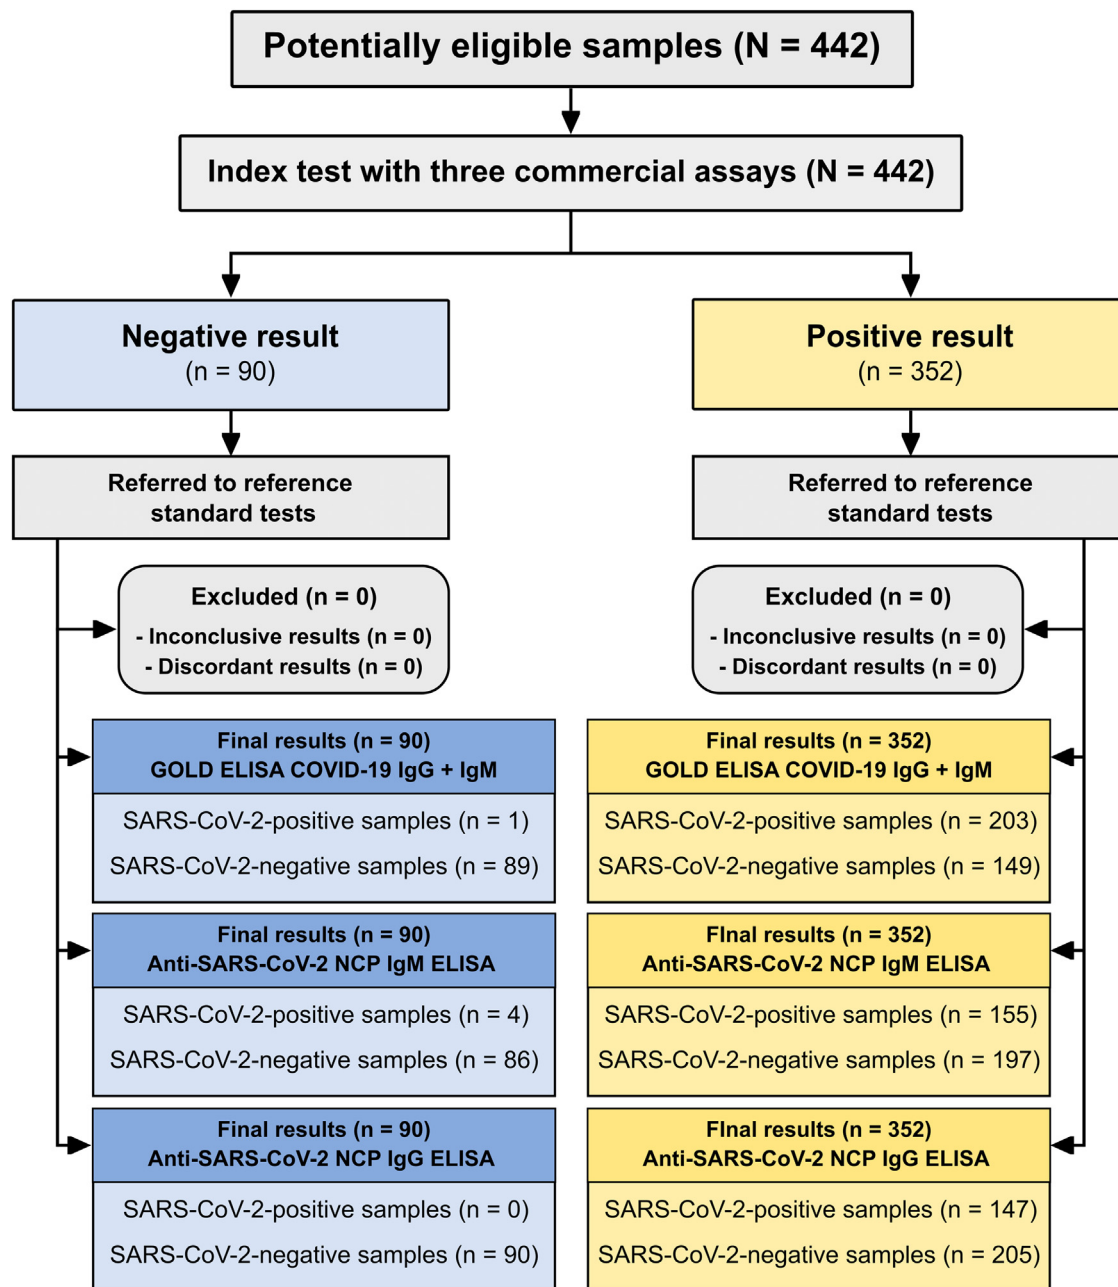 Potentially eligible samples (N = 442)
Index test with three commercial assays (N = 442)
Negative result
(n = 90)
Positive result
(n = 352)
Referred to reference
standard tests
Referred to reference
standard tests
Excluded (n = 0)
- Inconclusive results (n = 0)
- Discordant results (n = 0)
Excluded (n = 0)
- Inconclusive results (n = 0)
- Discordant results (n = 0)
Final results (n = 90)
GOLD ELISA COVID-19 IgG + IgM
SARS-CoV-2-positive samples (n = 1)
SARS-CoV-2-negative samples (n = 89)
Final results (n = 352)
GOLD ELISA COVID-19 IgG + IgM
SARS-CoV-2-positive samples (n = 203)
SARS-CoV-2-negative samples (n = 149)
Final results (n = 90)
Anti-SARS-CoV-2 NCP IgM ELISA
SARS-CoV-2-positive samples (n = 4)
SARS-CoV-2-negative samples (n = 86)
FInal results (n = 352)
Anti-SARS-CoV-2 NCP IgM ELISA
SARS-CoV-2-positive samples (n = 155)
SARS-CoV-2-negative samples (n = 197)
Final results (n = 90)
Anti-SARS-CoV-2 NCP IgG ELISA
SARS-CoV-2-positive samples (n = 0)
SARS-CoV-2-negative samples (n = 90)
FInal results (n = 352)
Anti-SARS-CoV-2 NCP IgG ELISA
SARS-CoV-2-positive samples (n = 147)
SARS-CoV-2-negative samples (n = 205)